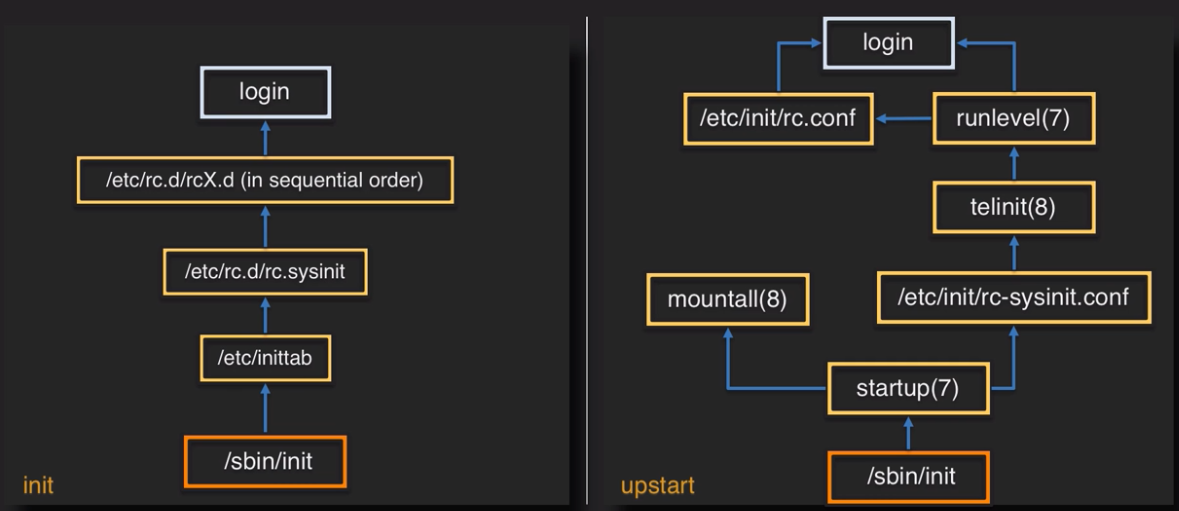 login
/etc/rc.d/rcX.d (in sequential order)
/etc/rc.d/rc.sysinit
/etc/inittab
/sbin/init
init
login
/etc/init/rc.conf
runlevel(7)
telinit(8)
mountall(8)
/etc/init/rc-sysinit.conf
startup(7)
/sbin/init
upstart